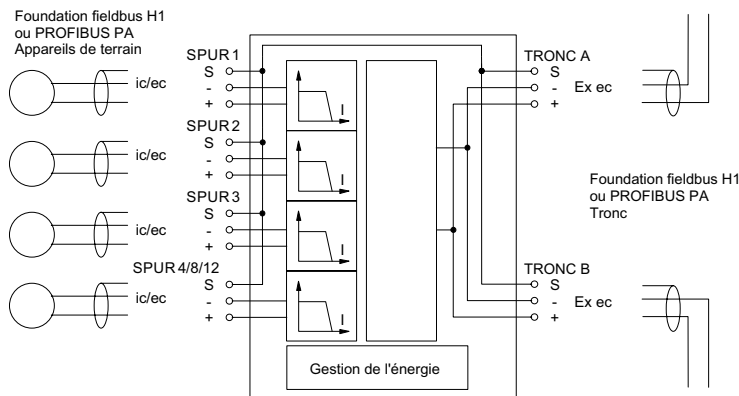 Foundation fieldbus H1
ou PROFIBUS PA
Appareils de terrain
SPUR 1
S
-
+
ic/ec
I
SPUR 2
S
-
+
ic/ec
I
SPUR 3
S
-
+
ic/ec
I
SPUR 4/8/12
S
-
+
ic/ec
I
Gestion de l'énergie
TRONC A
S
-
+
Ex ec
Foundation fieldbus H1
ou PROFIBUS PA
Tronc
TRONC B
S
-
+
Ex ec